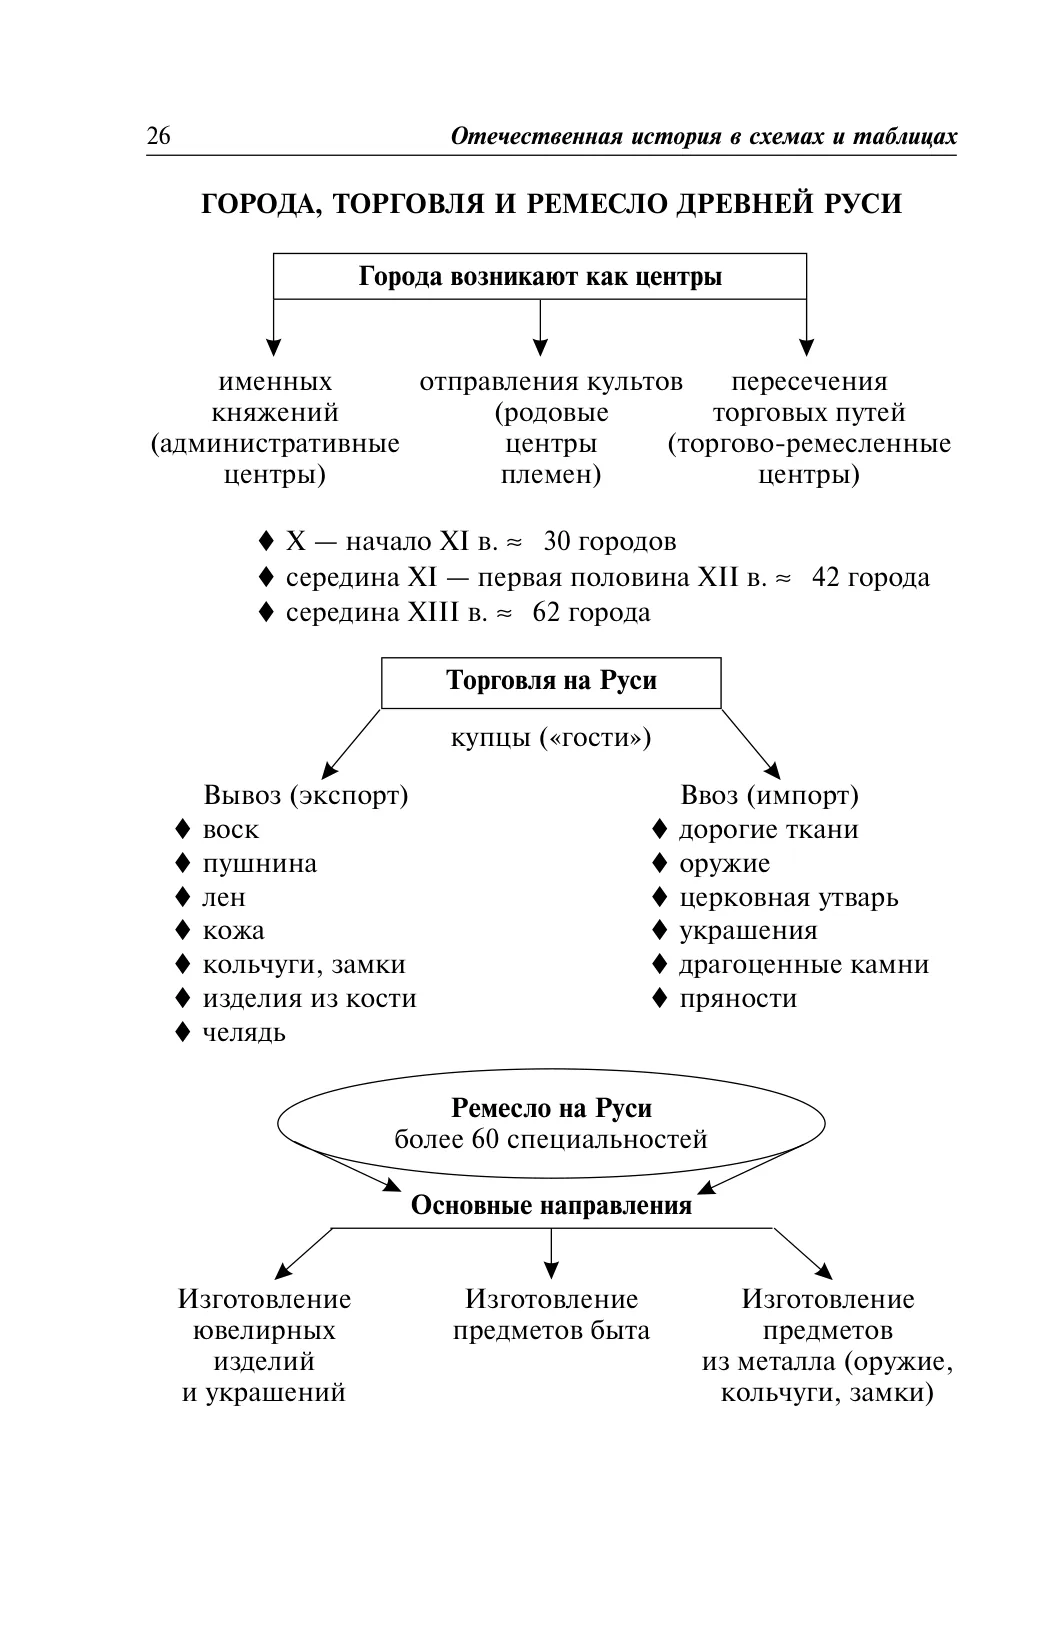 26
Отечественная история в схемах и таблицах
ГОРОДА, ТОРГОВЛЯ И РЕМЕСЛО ДРЕВНЕЙ РУСИ
Города возникают как центры
именных
княжений
(административные
центры)
отправления культов
(родовые
центры
племен)
пересечения
торговых путей
(торгово-ремесленные
центры)
♦ X — начало XI в. ≈ 30 городов
♦ середина XI — первая половина XII в. ≈ 42 города
♦ середина XIII в. ≈ 62 города
Торговля на Руси
купцы («гости»)
Вывоз (экспорт)
♦ воск
♦ пушнина
♦ лен
♦ кожа
♦ кольчуги, замки
♦ изделия из кости
♦ челядь
Ввоз (импорт)
♦ дорогие ткани
♦ оружие
♦ церковная утварь
♦ украшения
♦ драгоценные камни
♦ пряности
Ремесло на Руси
более 60 специальностей
Основные направления
Изготовление
ювелирных
изделий
и украшений
Изготовление
предметов быта
Изготовление
предметов
из металла (оружие,
кольчуги, замки)